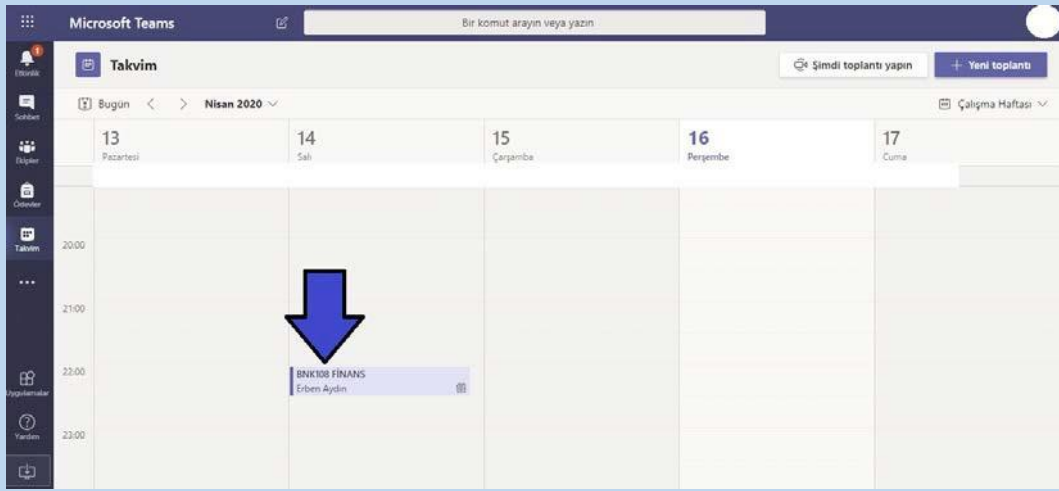 Microsoft Teams
Bir komut arayın veya yazın
1
Etkinlik
Takvim
Şimdi toplantı yapın
+ Yeni toplantı
Sohbet
Bugün < > Nisan 2020
Çalışma Haftası
Ekipler
13
Pazartesi
14
Salı
15
Çarşamba
16
Perşembe
17
Cuma
Ödevler
Takvim
20:00
21:00
22:00
BNK108 FİNANS
Erben Aydın
Uygulamalar
Yardım
23:00